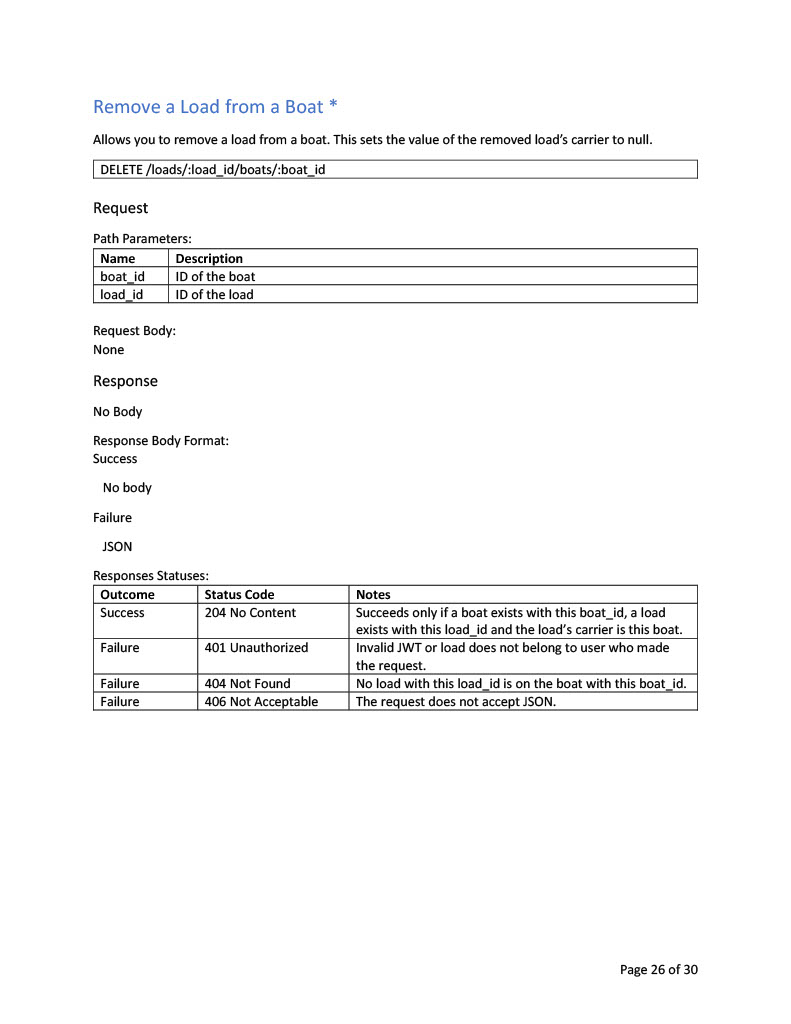 Remove a Load from a Boat *
Allows you to remove a load from a boat. This sets the value of the removed load’s carrier to null.
DELETE /loads/:load_id/boats/:boat_id
Request
Path Parameters:
Name Description
boat_id ID of the boat
load_id ID of the load
Request Body:
None
Response
No Body
Response Body Format:
Success
No body
Failure
JSON
Responses Statuses:
Outcome Status Code Notes
Success 204 No Content Succeeds only if a boat exists with this boat_id, a load
exists with this load_id and the load’s carrier is this boat.
Failure 401 Unauthorized Invalid JWT or load does not belong to user who made
the request.
Failure 404 Not Found No load with this load_id is on the boat with this boat_id.
Failure 406 Not Acceptable The request does not accept JSON.
Page 26 of 30